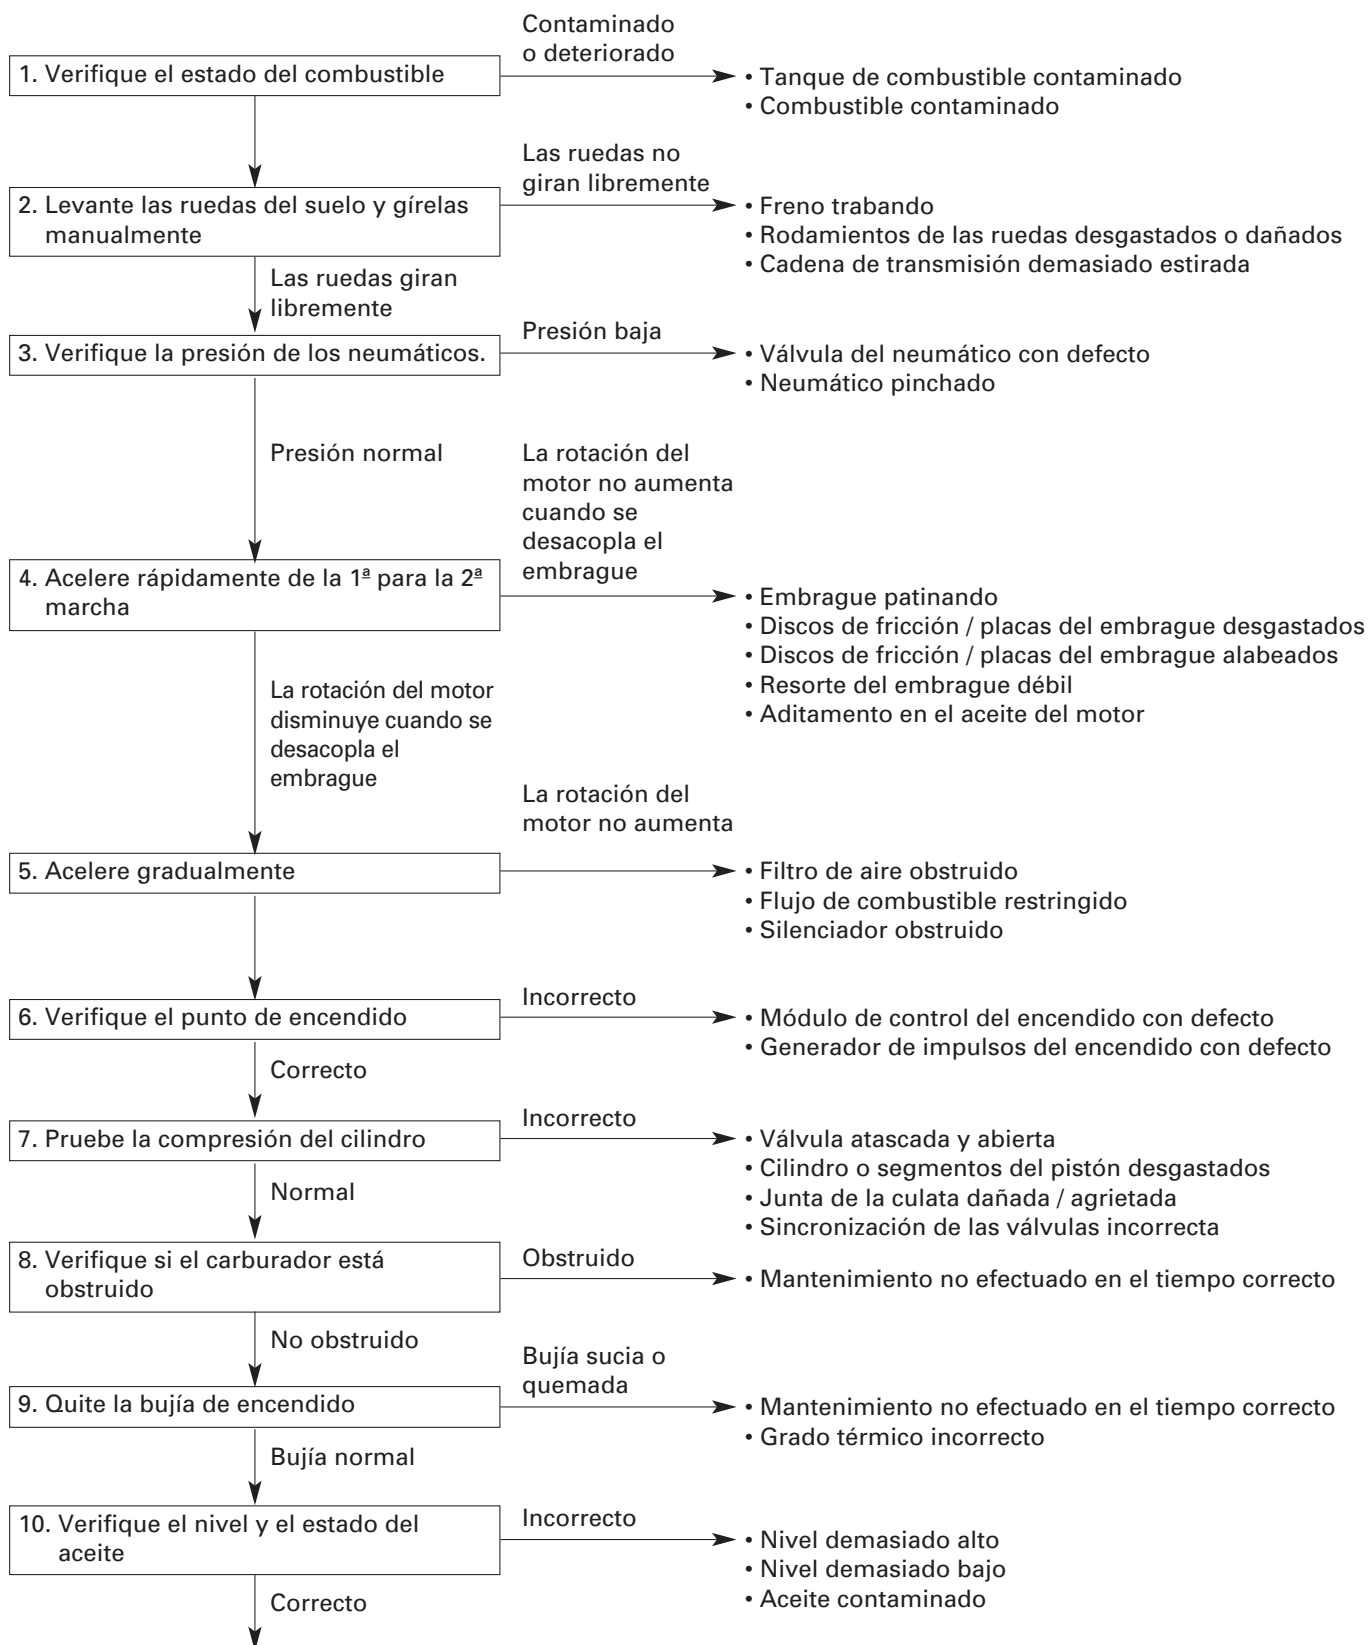 Contaminado
o deteriorado
1. Verifique el estado del combustible
• Tanque de combustible contaminado
• Combustible contaminado
Las ruedas no
giran libremente
2. Levante las ruedas del suelo y gírelas
manualmente
• Freno trabando
• Rodamientos de las ruedas desgastados o dañados
• Cadena de transmisión demasiado estirada
Las ruedas giran
libremente
Presión baja
3. Verifique la presión de los neumáticos.
• Válvula del neumático con defecto
• Neumático pinchado
Presión normal
La rotación del
motor no aumenta
cuando se
desacopla el
embrague
4. Acelere rápidamente de la 1ª para la 2ª
marcha
• Embrague patinando
• Discos de fricción / placas del embrague desgastados
• Discos de fricción / placas del embrague alabeados
• Resorte del embrague débil
• Aditamento en el aceite del motor
La rotación del motor
disminuye cuando se
desacopla el
embrague
La rotación del
motor no aumenta
5. Acelere gradualmente
• Filtro de aire obstruido
• Flujo de combustible restringido
• Silenciador obstruido
Incorrecto
6. Verifique el punto de encendido
• Módulo de control del encendido con defecto
• Generador de impulsos del encendido con defecto
Correcto
Incorrecto
7. Pruebe la compresión del cilindro
• Válvula atascada y abierta
• Cilindro o segmentos del pistón desgastados
• Junta de la culata dañada / agrietada
• Sincronización de las válvulas incorrecta
Normal
Obstruido
8. Verifique si el carburador está
obstruido
• Mantenimiento no efectuado en el tiempo correcto
No obstruido
Bujía sucia o
quemada
9. Quite la bujía de encendido
• Mantenimiento no efectuado en el tiempo correcto
• Grado térmico incorrecto
Bujía normal
Incorrecto
10. Verifique el nivel y el estado del
aceite
• Nivel demasiado alto
• Nivel demasiado bajo
• Aceite contaminado
Correcto